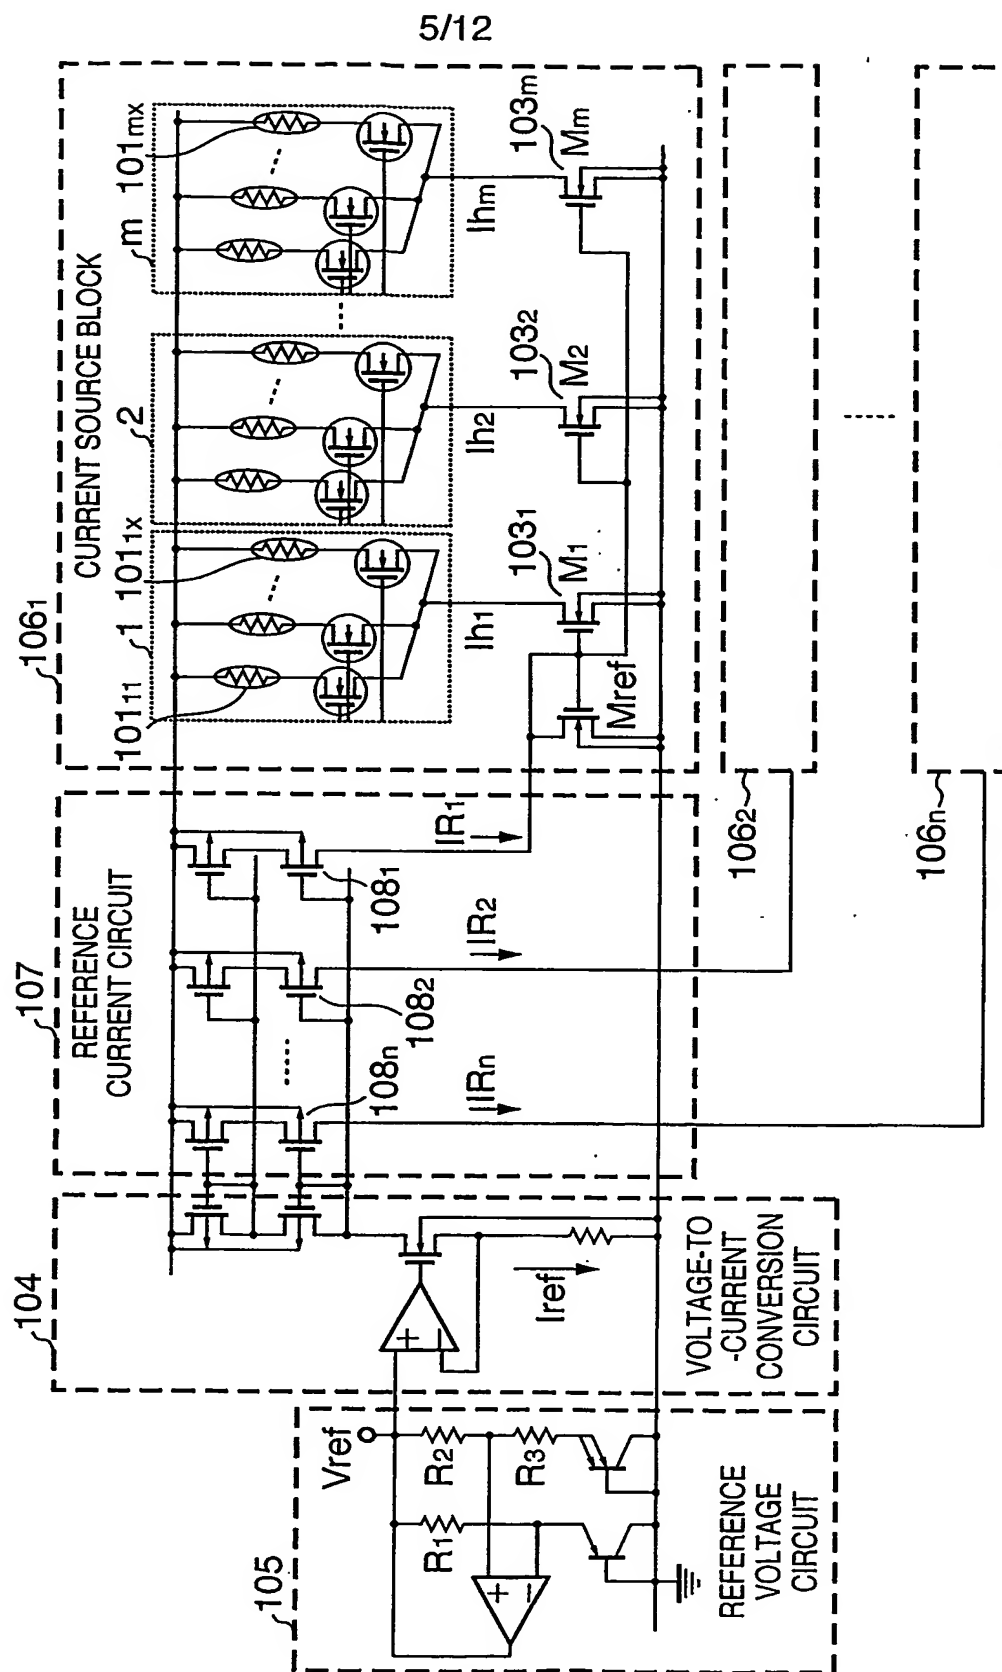 5/12
106₁
CURRENT SOURCE BLOCK
101₁₁
1
101₁ₓ
2
m
101ₘₓ
Ih₁
Ih₂
Ihₘ
103₁
M₁
103₂
M₂
103ₘ
Mₘ
Mref
107
REFERENCE
CURRENT CIRCUIT
108ₙ
108₂
108₁
IRₙ
IR₂
IR₁
106₂
106ₙ
104
+
−
Iref
VOLTAGE-TO
-CURRENT
CONVERSION
CIRCUIT
105
Vref
R₁
R₂
R₃
+
−
REFERENCE
VOLTAGE
CIRCUIT